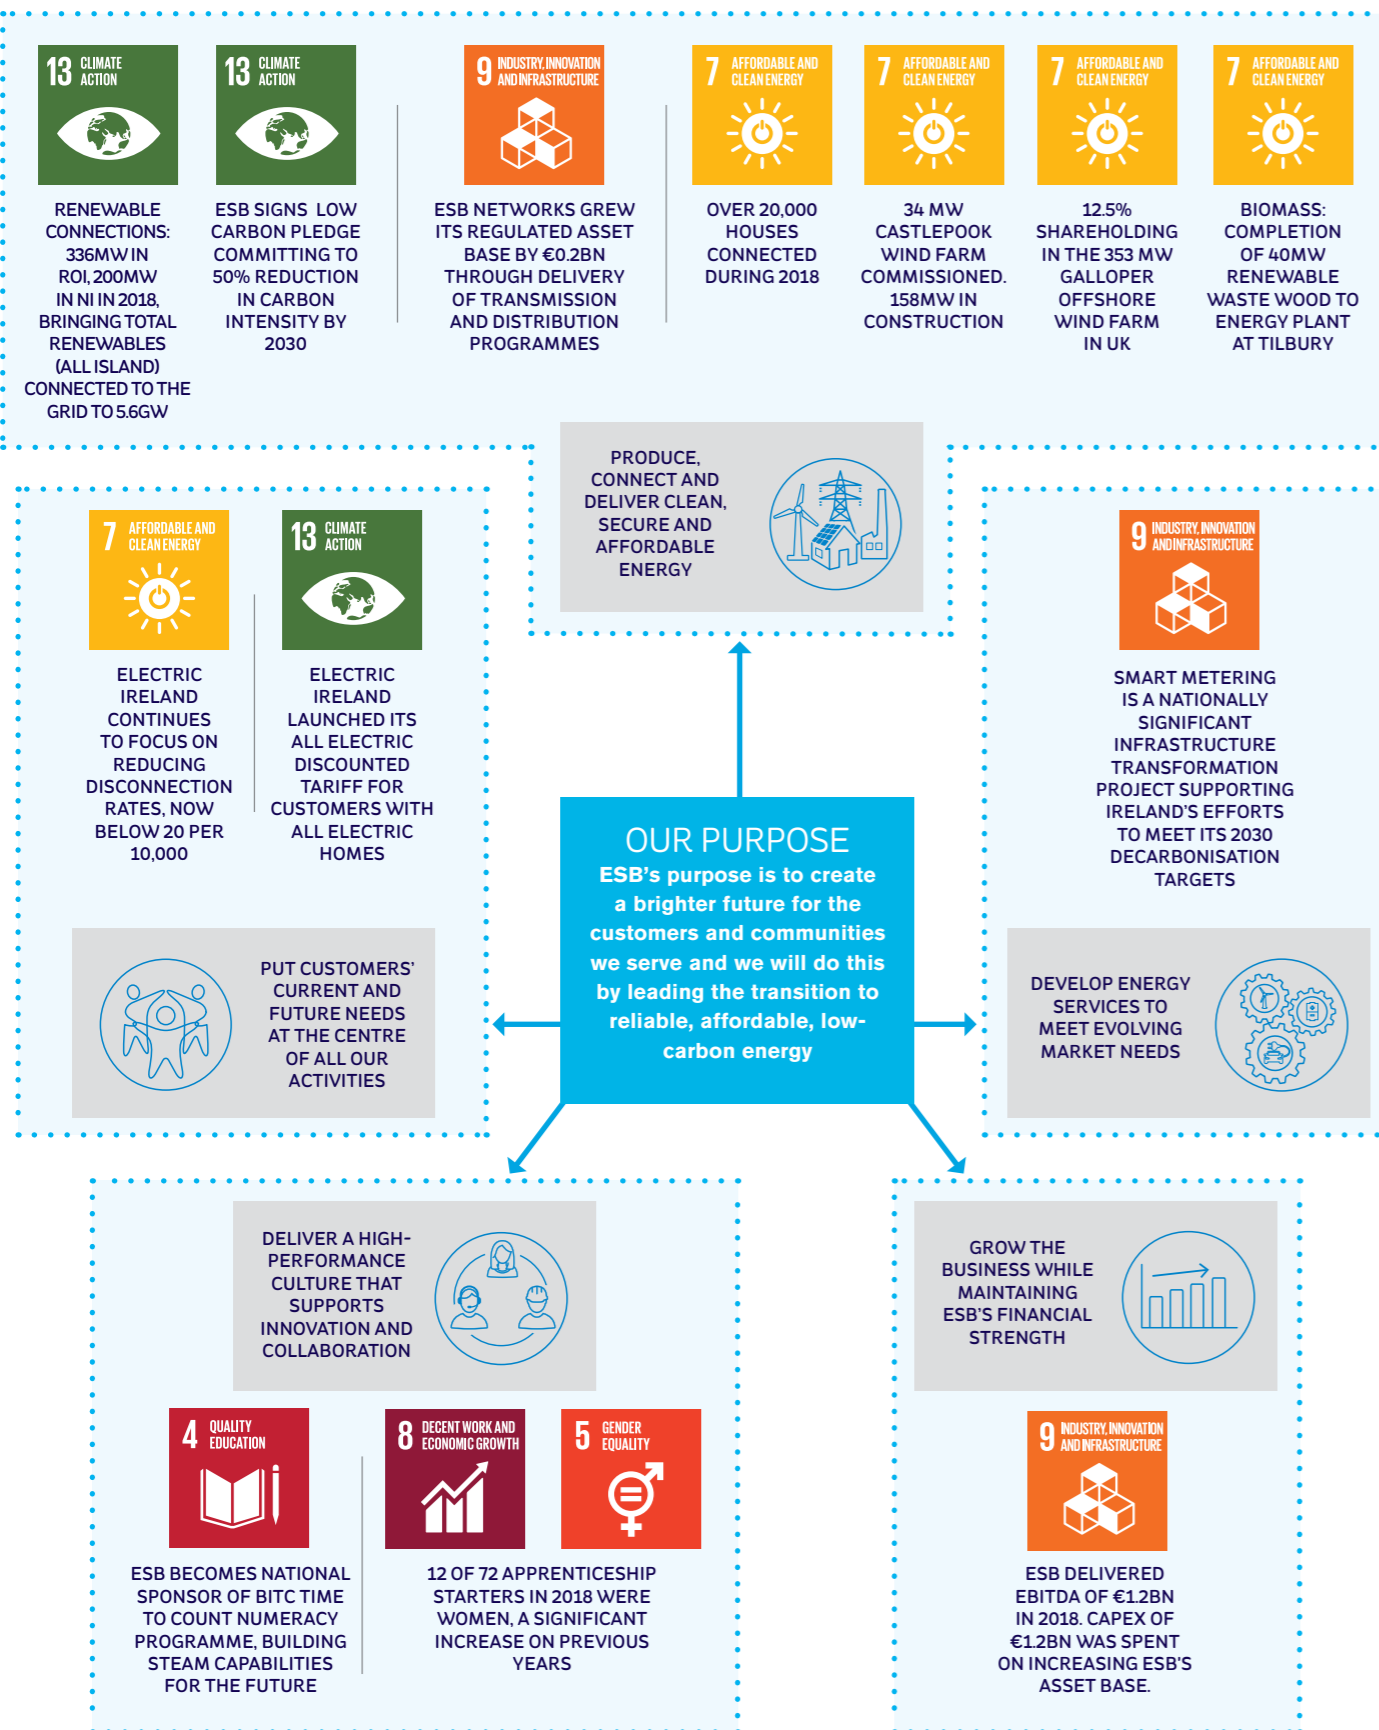 13 CLIMATE
ACTION
RENEWABLE
CONNECTIONS:
336MW IN
ROI, 200MW
IN NI IN 2018,
BRINGING TOTAL
RENEWABLES
(ALL ISLAND)
CONNECTED TO THE
GRID TO 5.6GW
13 CLIMATE
ACTION
ESB SIGNS LOW
CARBON PLEDGE
COMMITTING TO
50% REDUCTION
IN CARBON
INTENSITY BY
2030
9 INDUSTRY, INNOVATION
AND INFRASTRUCTURE
ESB NETWORKS GREW
ITS REGULATED ASSET
BASE BY €0.2BN
THROUGH DELIVERY
OF TRANSMISSION
AND DISTRIBUTION
PROGRAMMES
7 AFFORDABLE AND
CLEAN ENERGY
OVER 20,000
HOUSES
CONNECTED
DURING 2018
7 AFFORDABLE AND
CLEAN ENERGY
34 MW
CASTLEPOOK
WIND FARM
COMMISSIONED.
158MW IN
CONSTRUCTION
7 AFFORDABLE AND
CLEAN ENERGY
12.5%
SHAREHOLDING
IN THE 353 MW
GALLOPER
OFFSHORE
WIND FARM
IN UK
7 AFFORDABLE AND
CLEAN ENERGY
BIOMASS:
COMPLETION
OF 40MW
RENEWABLE
WASTE WOOD TO
ENERGY PLANT
AT TILBURY
PRODUCE,
CONNECT AND
DELIVER CLEAN,
SECURE AND
AFFORDABLE
ENERGY
7 AFFORDABLE AND
CLEAN ENERGY
ELECTRIC
IRELAND
CONTINUES
TO FOCUS ON
REDUCING
DISCONNECTION
RATES, NOW
BELOW 20 PER
10,000
13 CLIMATE
ACTION
ELECTRIC
IRELAND
LAUNCHED ITS
ALL ELECTRIC
DISCOUNTED
TARIFF FOR
CUSTOMERS WITH
ALL ELECTRIC
HOMES
PUT CUSTOMERS'
CURRENT AND
FUTURE NEEDS
AT THE CENTRE
OF ALL OUR
ACTIVITIES
OUR PURPOSE
ESB's purpose is to create
a brighter future for the
customers and communities
we serve and we will do this
by leading the transition to
reliable, affordable, low-
carbon energy
9 INDUSTRY, INNOVATION
AND INFRASTRUCTURE
SMART METERING
IS A NATIONALLY
SIGNIFICANT
INFRASTRUCTURE
TRANSFORMATION
PROJECT SUPPORTING
IRELAND'S EFFORTS
TO MEET ITS 2030
DECARBONISATION
TARGETS
DEVELOP ENERGY
SERVICES TO
MEET EVOLVING
MARKET NEEDS
DELIVER A HIGH-
PERFORMANCE
CULTURE THAT
SUPPORTS
INNOVATION AND
COLLABORATION
4 QUALITY
EDUCATION
ESB BECOMES NATIONAL
SPONSOR OF BITC TIME
TO COUNT NUMERACY
PROGRAMME, BUILDING
STEAM CAPABILITIES
FOR THE FUTURE
8 DECENT WORK AND
ECONOMIC GROWTH
5 GENDER
EQUALITY
12 OF 72 APPRENTICESHIP
STARTERS IN 2018 WERE
WOMEN, A SIGNIFICANT
INCREASE ON PREVIOUS
YEARS
GROW THE
BUSINESS WHILE
MAINTAINING
ESB'S FINANCIAL
STRENGTH
9 INDUSTRY, INNOVATION
AND INFRASTRUCTURE
ESB DELIVERED
EBITDA OF €1.2BN
IN 2018. CAPEX OF
€1.2BN WAS SPENT
ON INCREASING ESB'S
ASSET BASE.